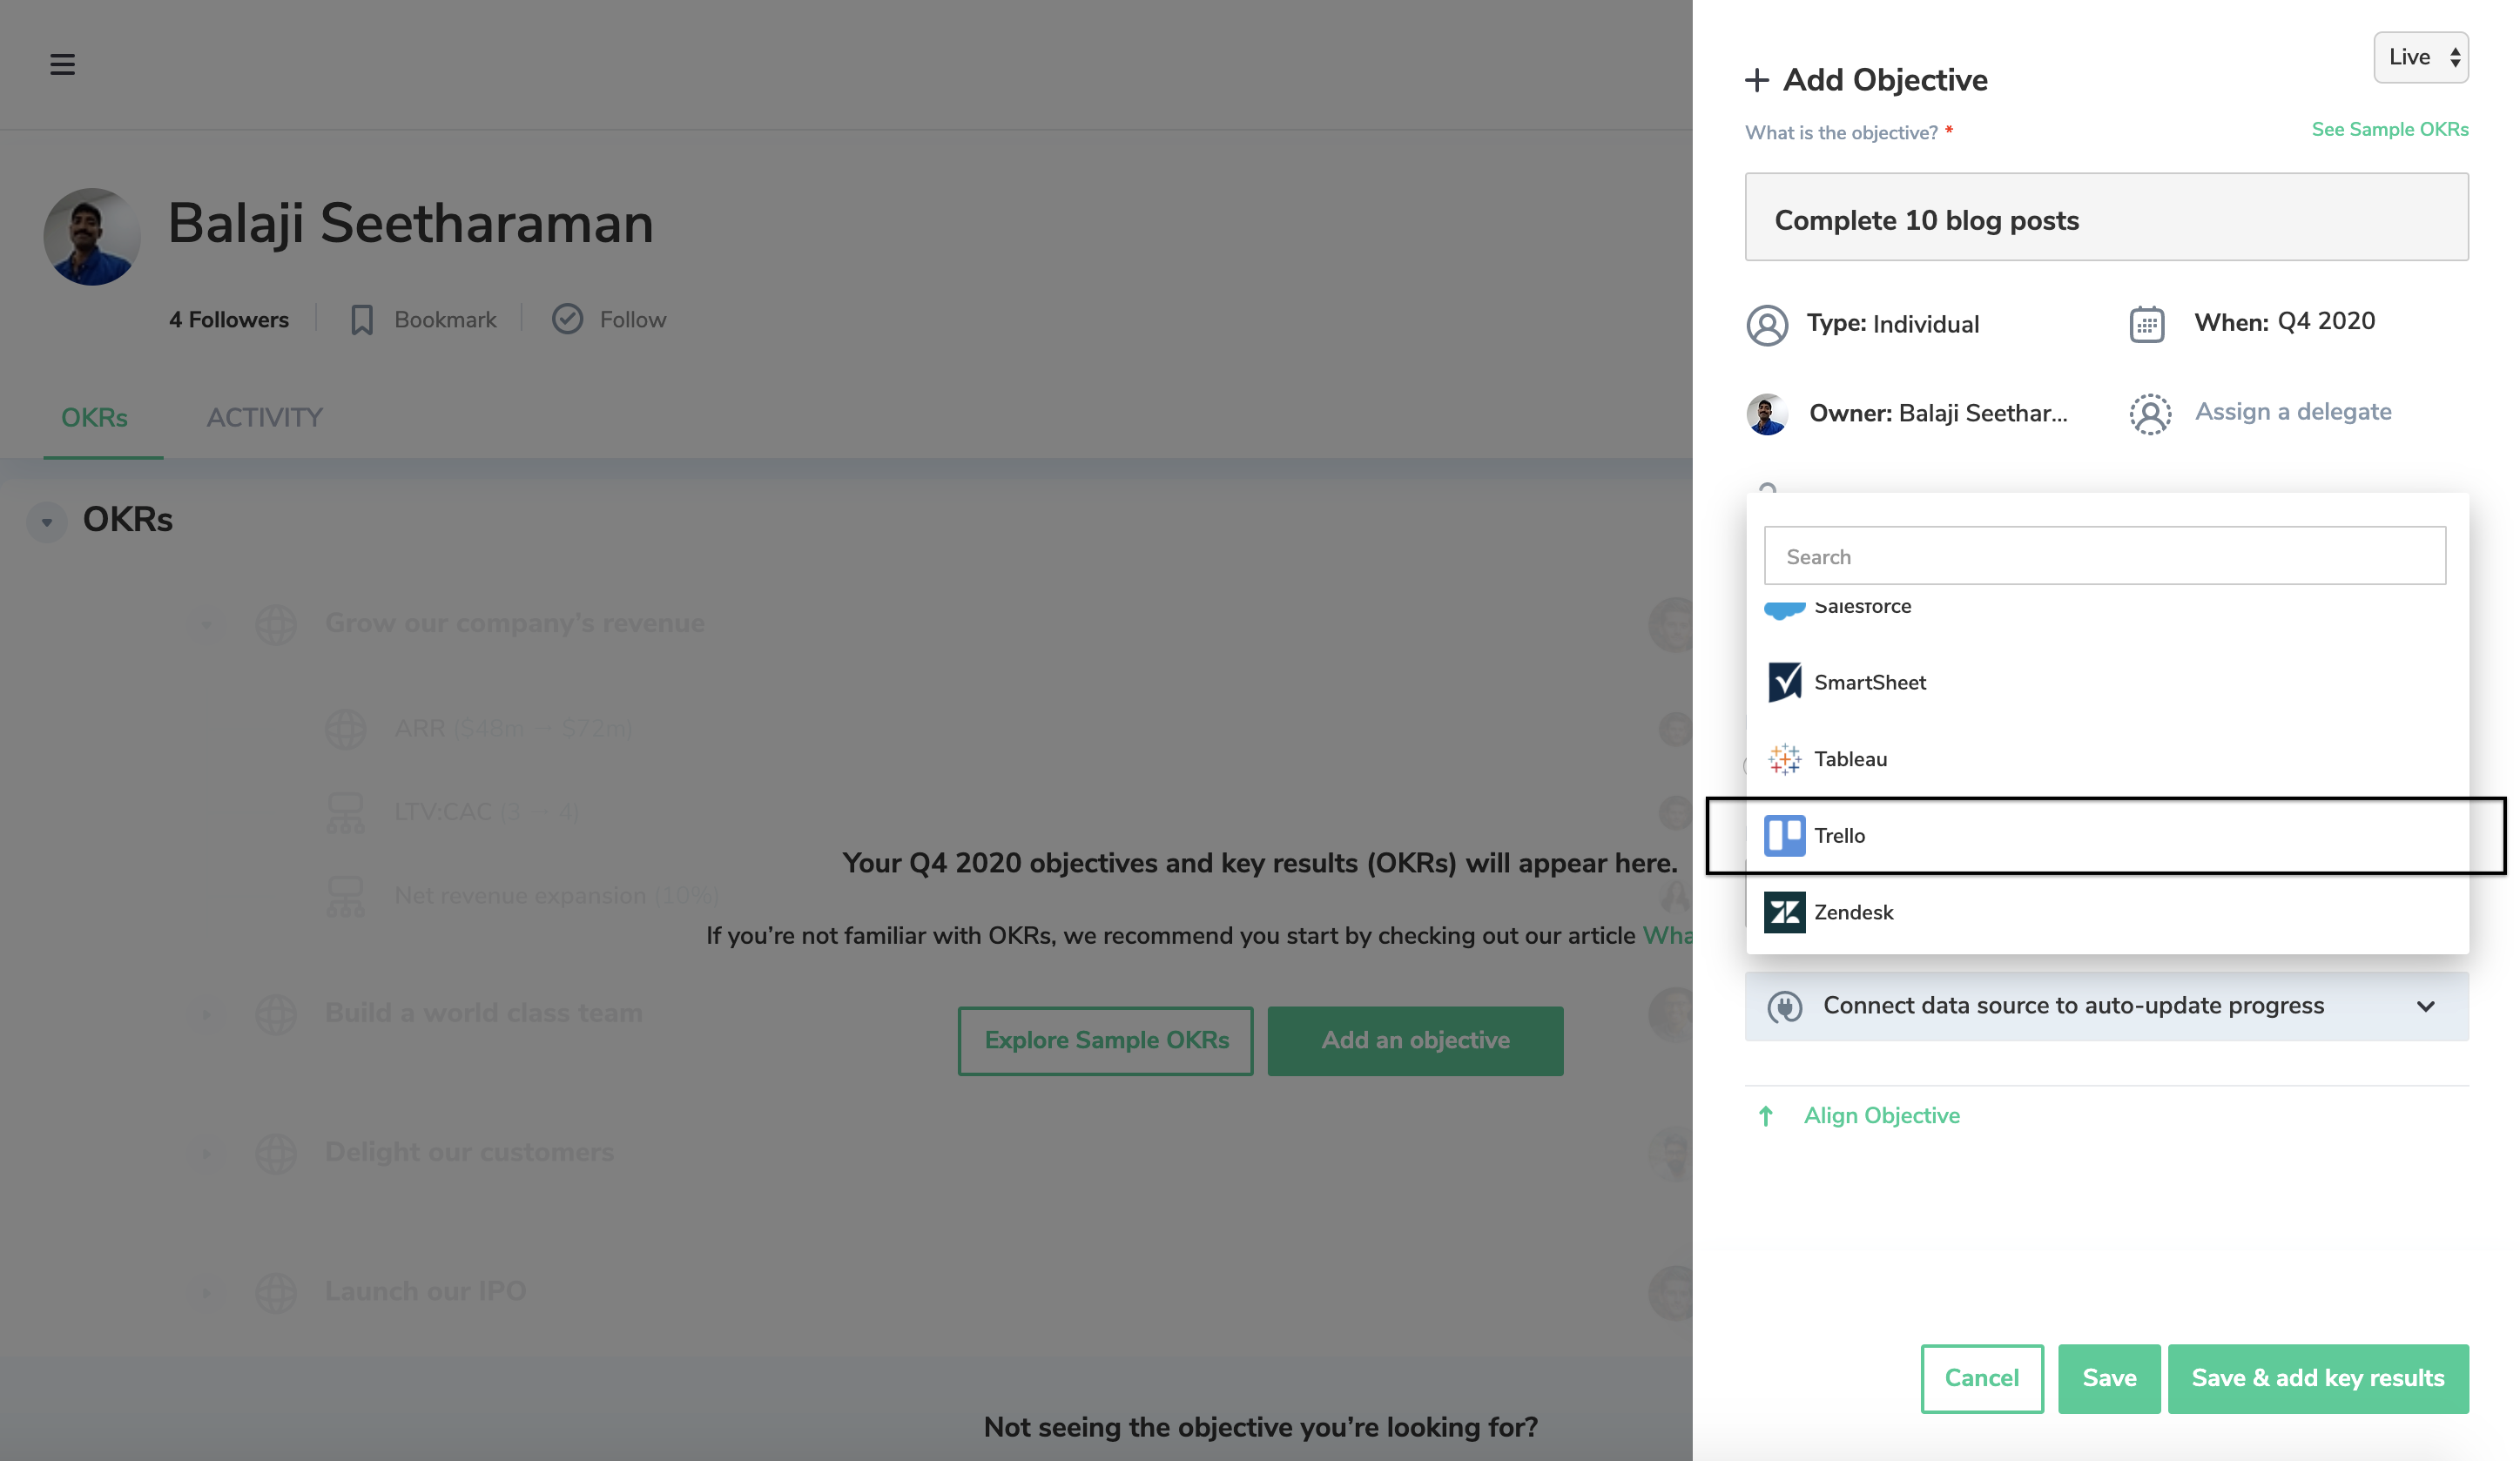 Balaji Seetharaman
4 Followers
Bookmark
Follow
OKRs
ACTIVITY
OKRs
Grow our company's revenue
ARR ($48m → $72m)
LTV:CAC (3 → 4)
Net revenue expansion (10%)
Your Q4 2020 objectives and key results (OKRs) will appear here.
If you’re not familiar with OKRs, we recommend you start by checking out our article Wha
Explore Sample OKRs
Add an objective
Build a world class team
Delight our customers
Launch our IPO
Not seeing the objective you’re looking for?
Live
+ Add Objective
What is the objective? *
See Sample OKRs
Complete 10 blog posts
Type: Individual
When: Q4 2020
Owner: Balaji Seethar...
Assign a delegate
Search
Salesforce
SmartSheet
Tableau
Trello
Zendesk
Connect data source to auto-update progress
Align Objective
Cancel
Save
Save & add key results